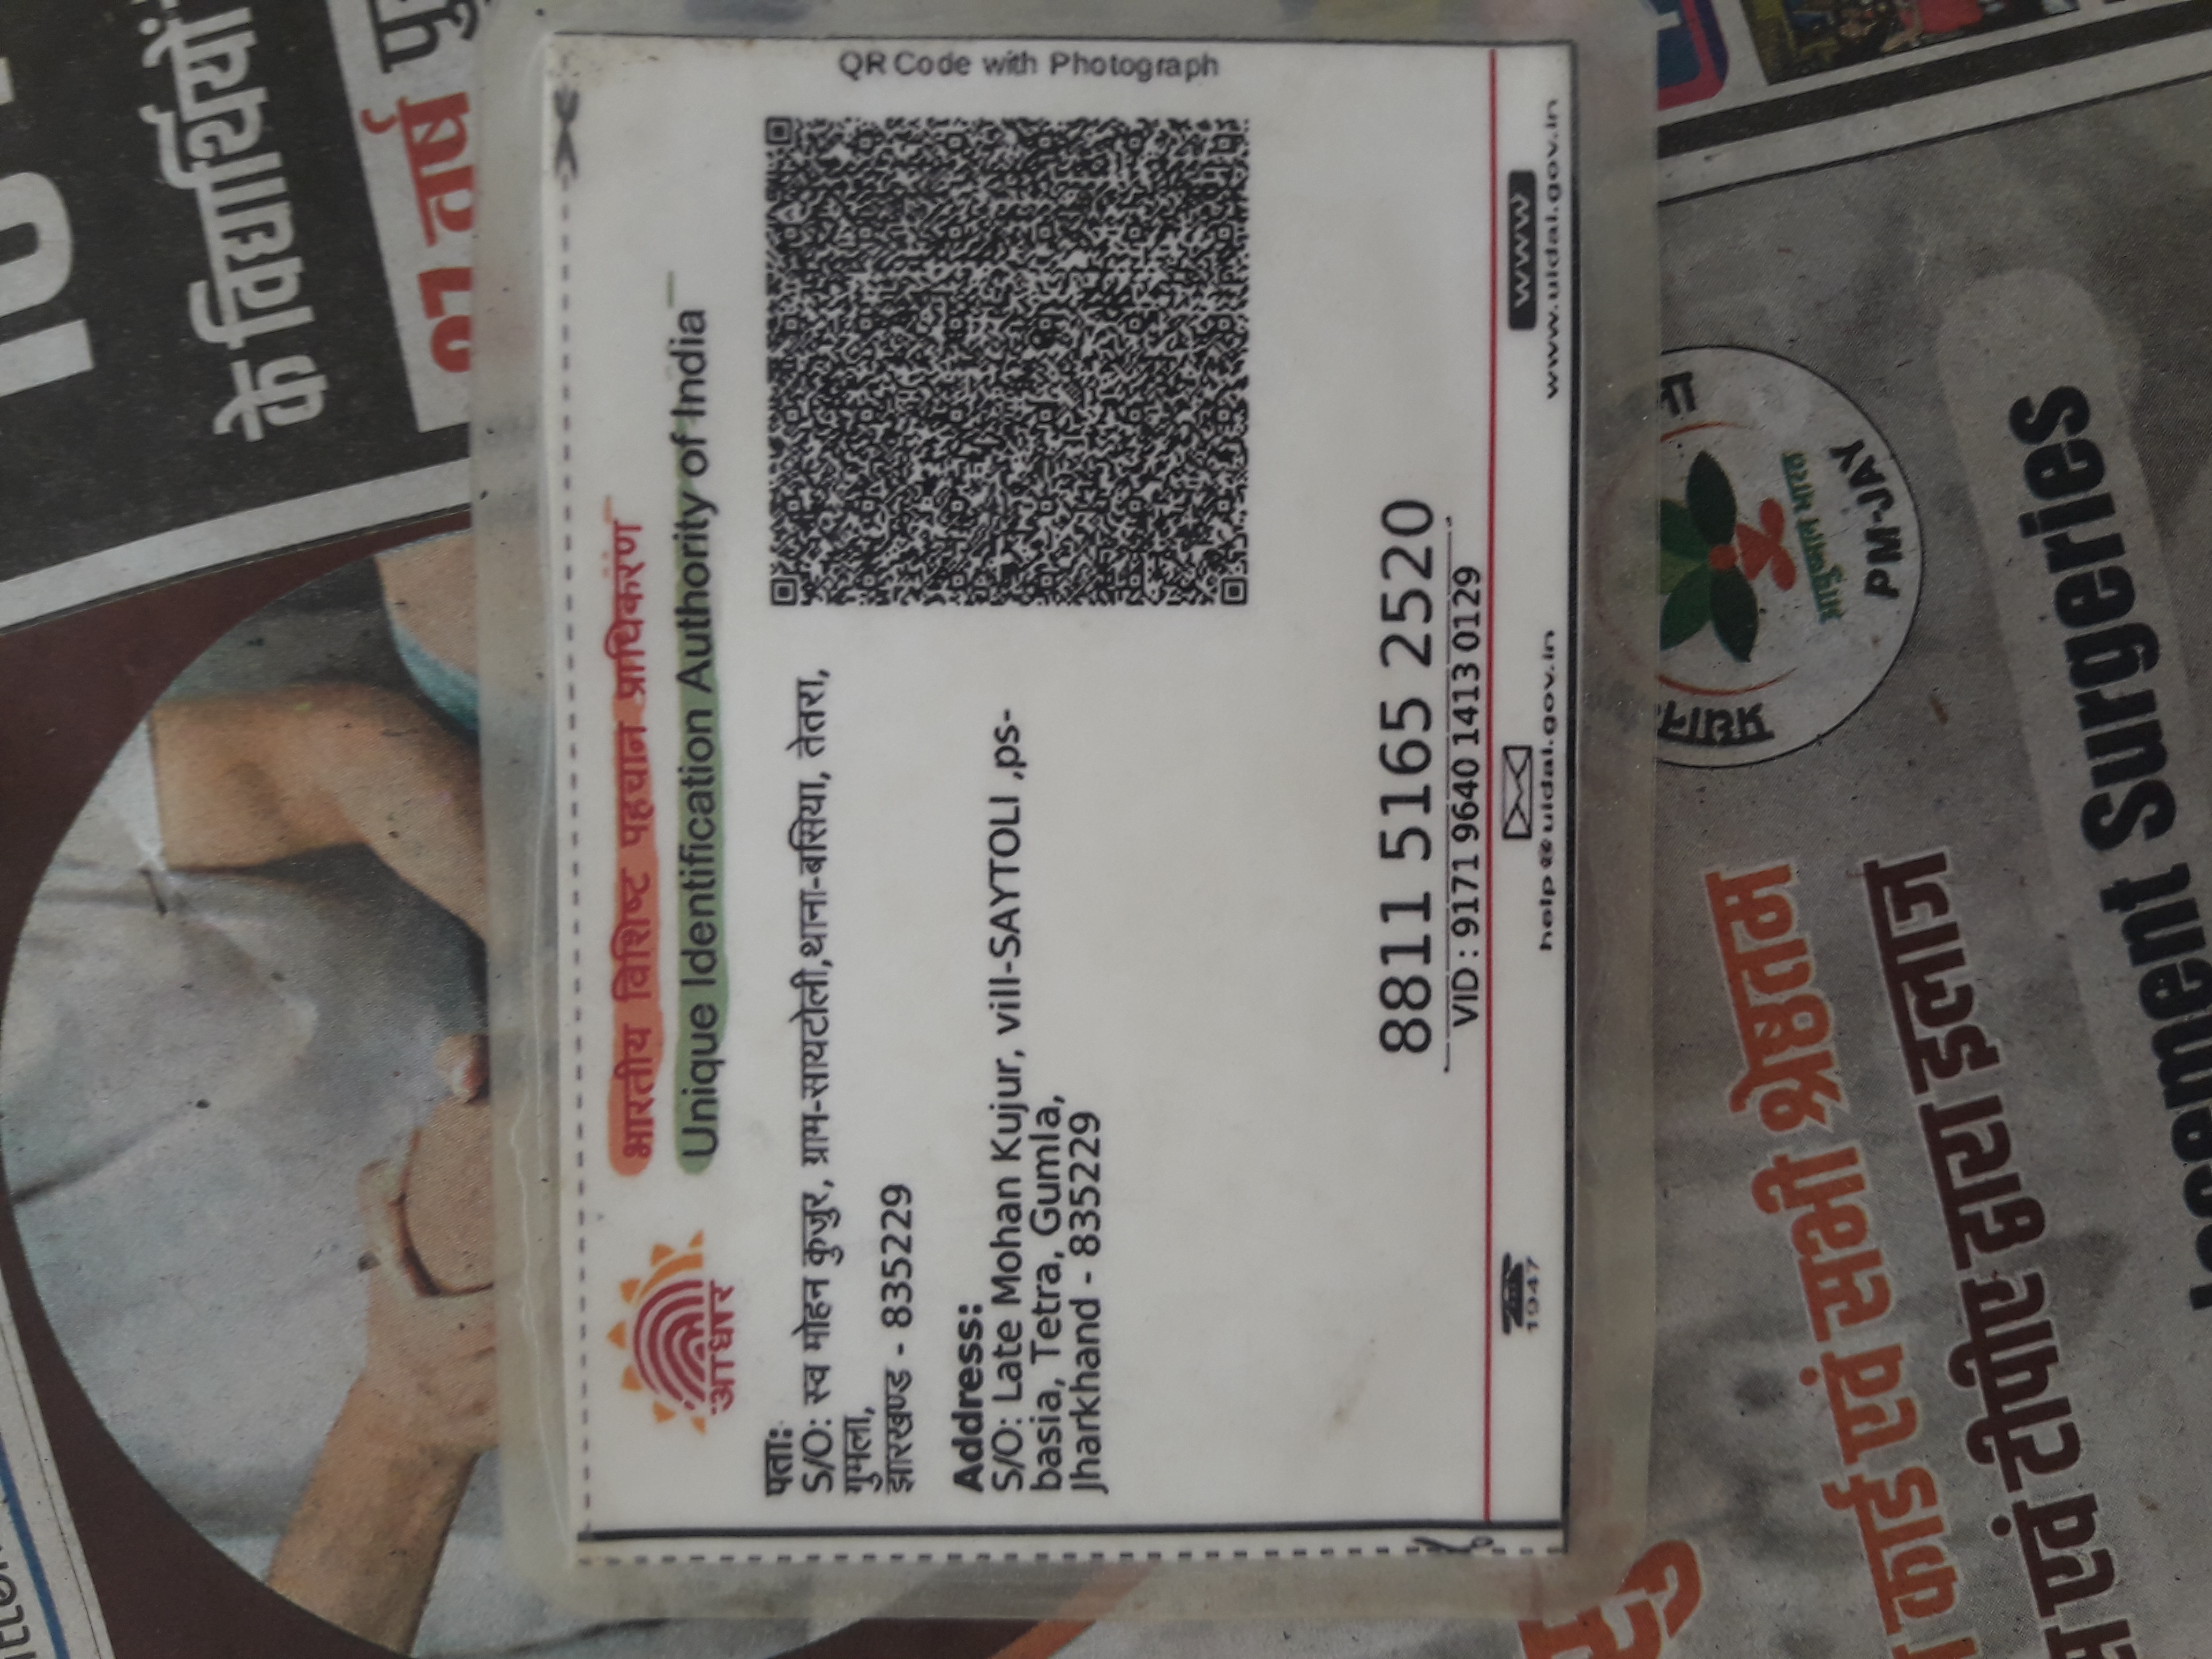 QR Code with Photograph
भारतीय विशिष्ट पहचान प्राधिकरण
Unique Identification Authority of India
आधार
पता:
S/O: स्व मोहन कुजुर, ग्राम-सायटोली,थाना-बसिया, तेतरा,
गुमला,
झारखण्ड - 835229
Address:
S/O: Late Mohan Kujur, vill-SAYTOLI ,ps-
basia, Tetra, Gumla,
Jharkhand - 835229
8811 5165 2520
VID : 9171 9640 1413 0129
1947
help@uidai.gov.in
www
www.uidai.gov.in
के विद्यार्थियों
वर्ष
PM-JAY
Surgeries
कार्ड एवं सभी श्रेष्ठतम
एवं टीपीए द्वारा इलाज